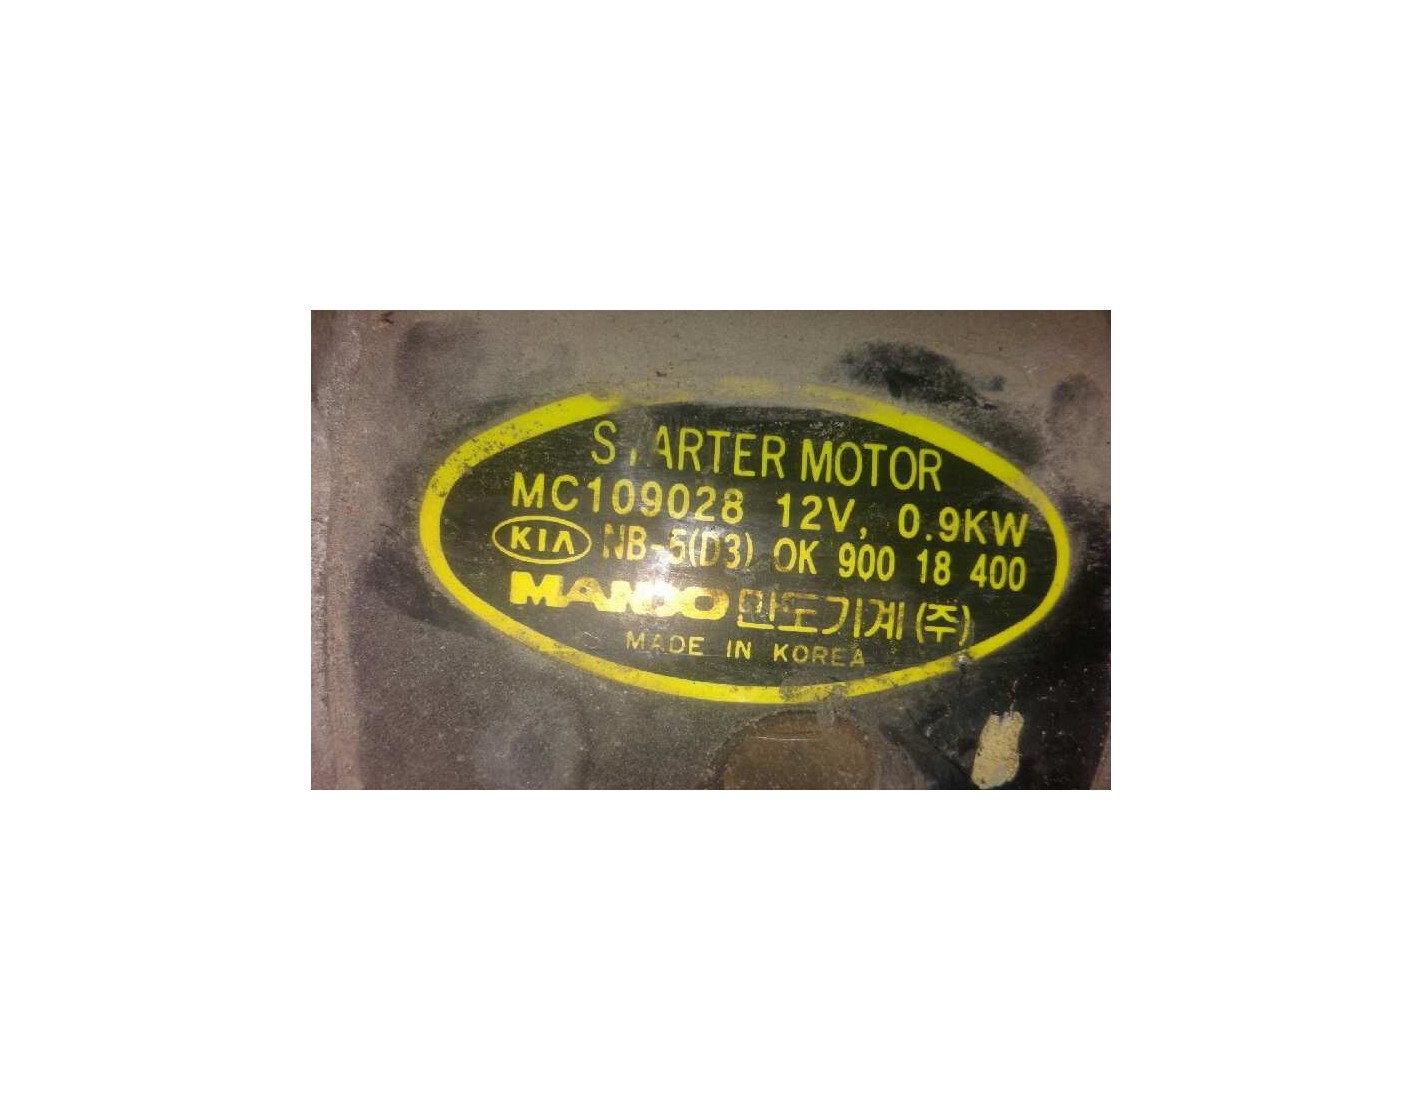 STARTER MOTOR
MC109028 12V, 0.9KW
KIA NB-5(D3) OK 900 18 400
MANDO 만도기계(주)
MADE IN KOREA